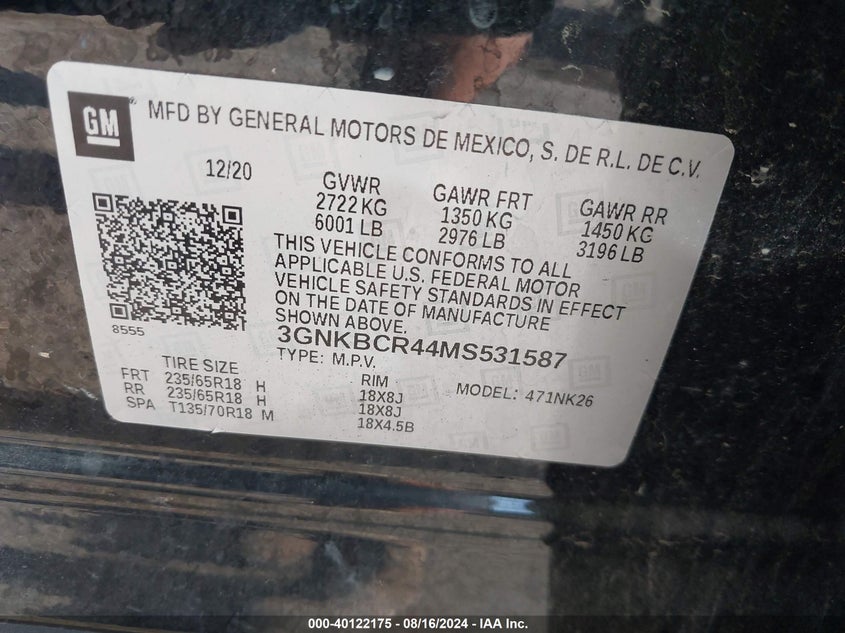 GM
MFD BY GENERAL MOTORS DE MEXICO, S. DE R.L. DE C.V.
12/20
GVWR GAWR FRT GAWR RR
2722 KG 1350 KG 1450 KG
6001 LB 2976 LB 3196 LB
THIS VEHICLE CONFORMS TO ALL
APPLICABLE U.S. FEDERAL MOTOR
VEHICLE SAFETY STANDARDS IN EFFECT
ON THE DATE OF MANUFACTURE
SHOWN ABOVE.
8555
3GNKBCR44MS531587
TYPE: M.P.V.
TIRE SIZE RIM MODEL: 471NK26
FRT 235/65R18 H 18X8J
RR 235/65R18 H 18X8J
SPA T135/70R18 M 18X4.5B
000-40122175 - 08/16/2024 - IAA Inc.